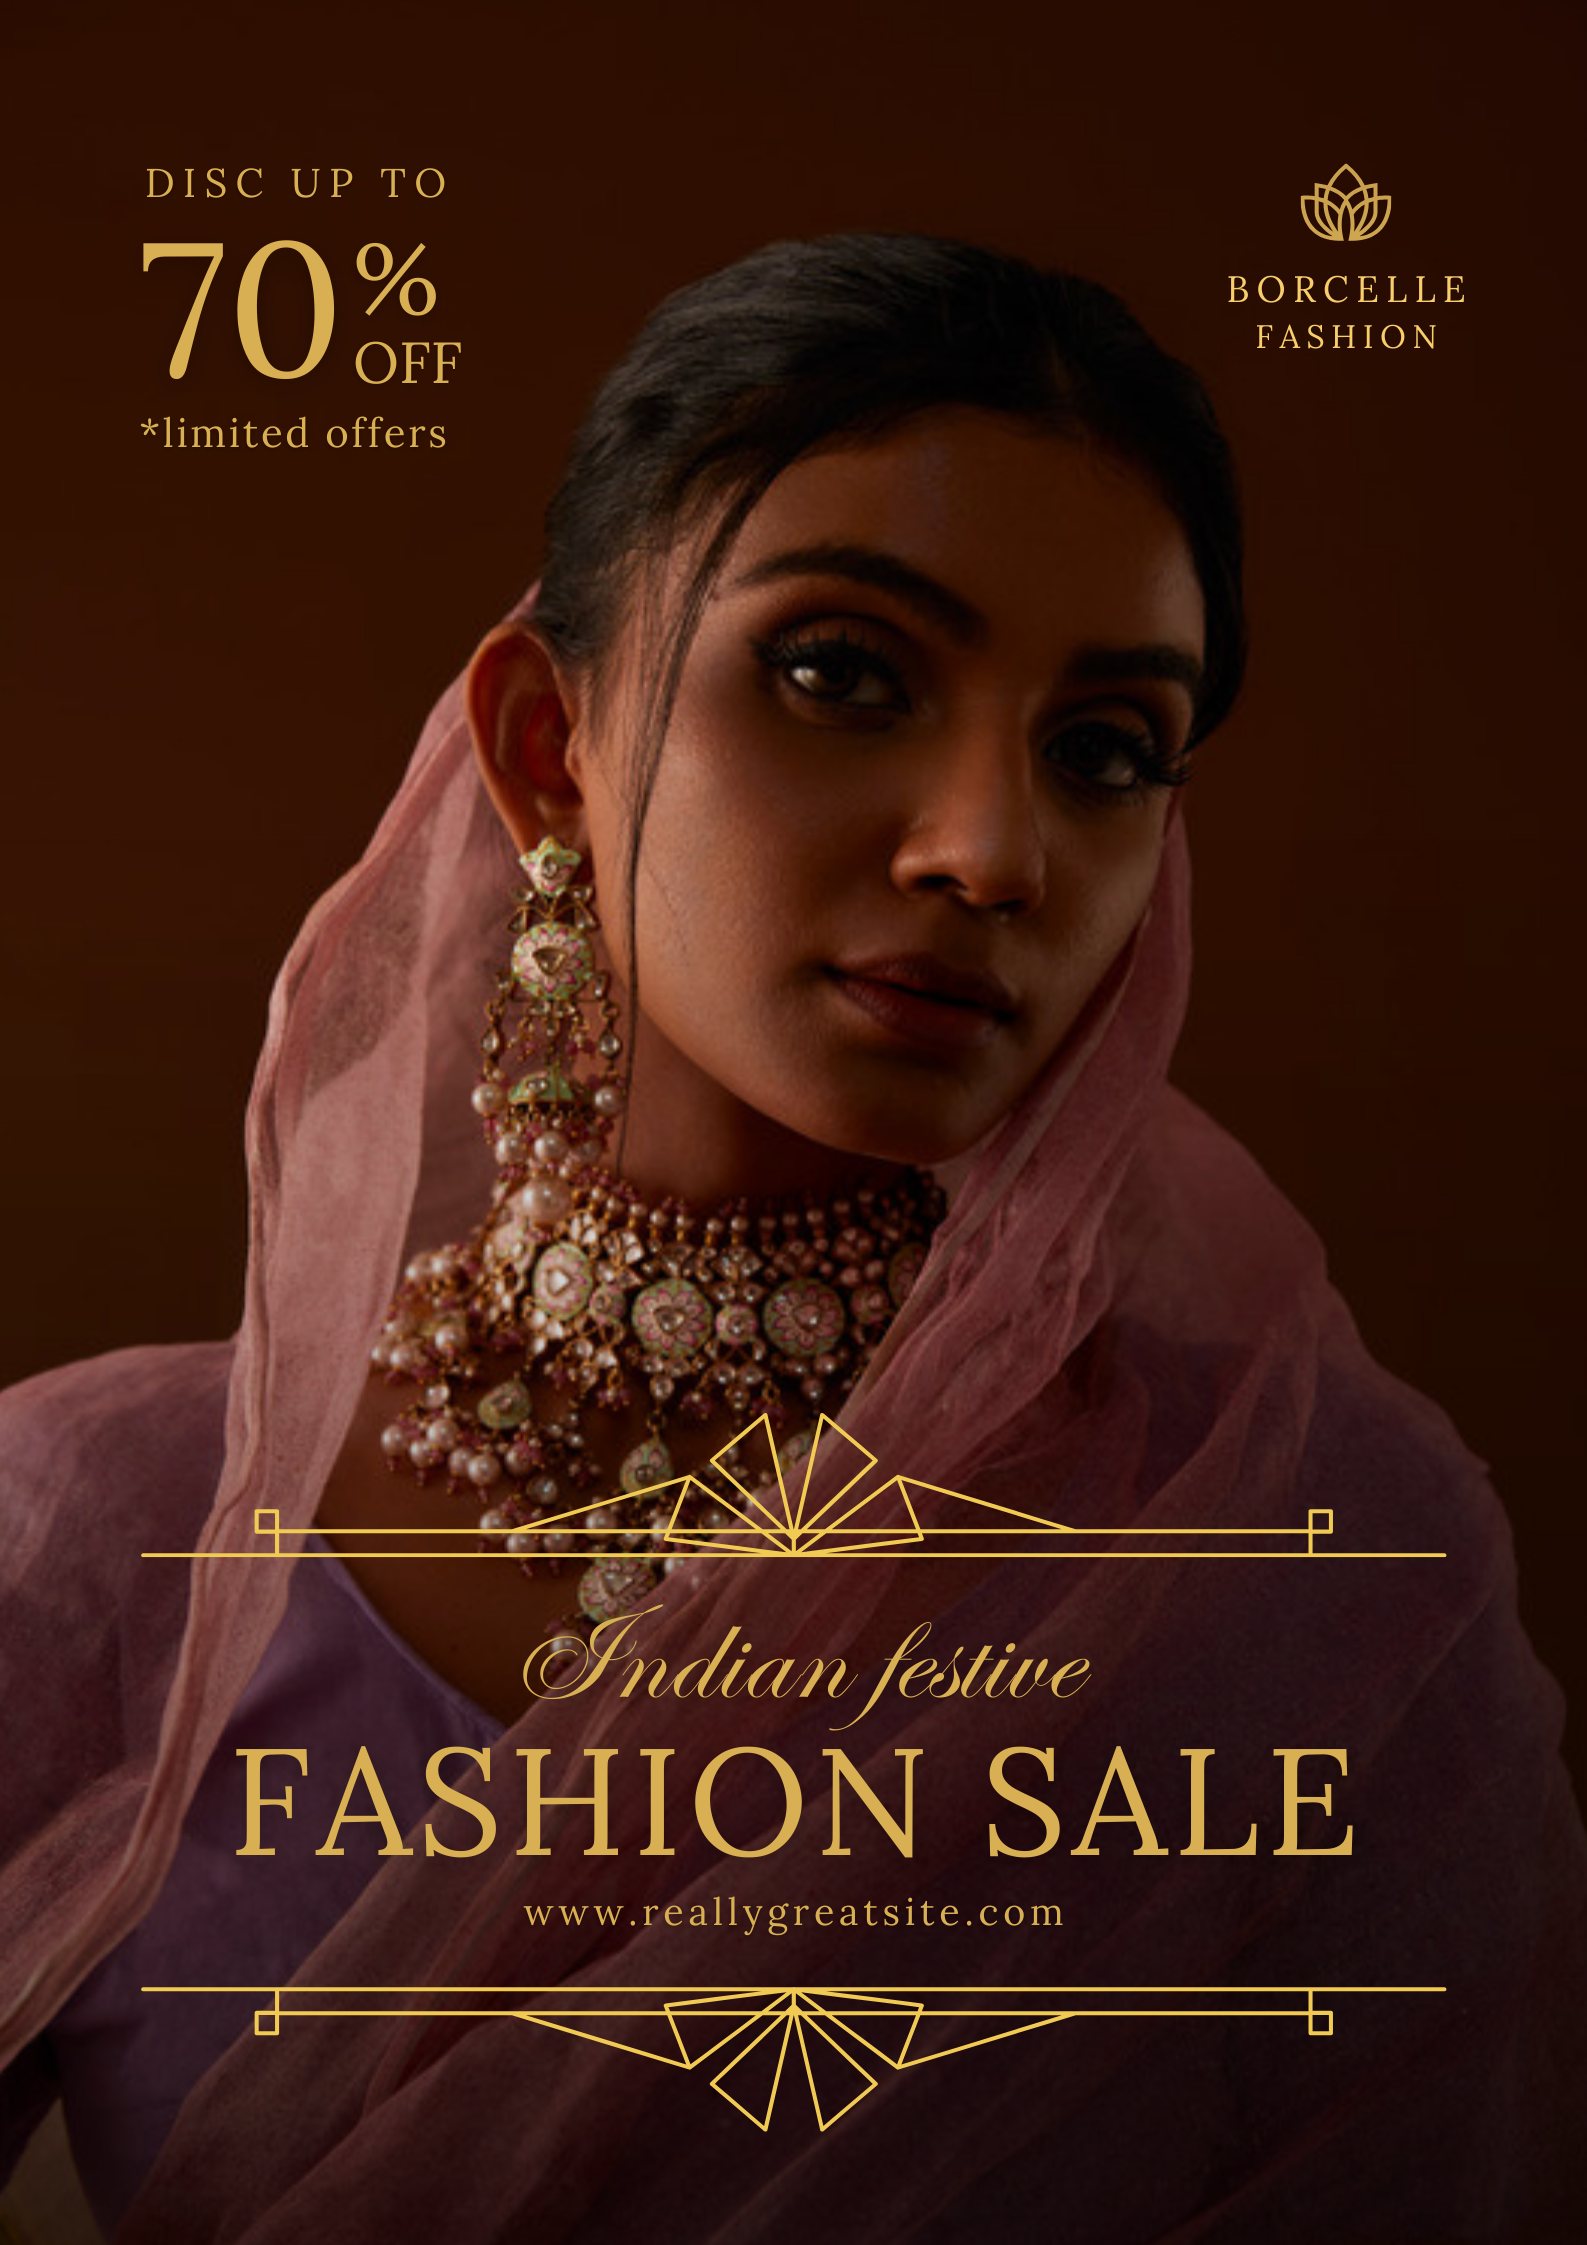 DISC UP TO
70%
OFF
*limited offers
BORCELLE
FASHION
Indian festive
FASHION SALE
www.reallygreatsite.com